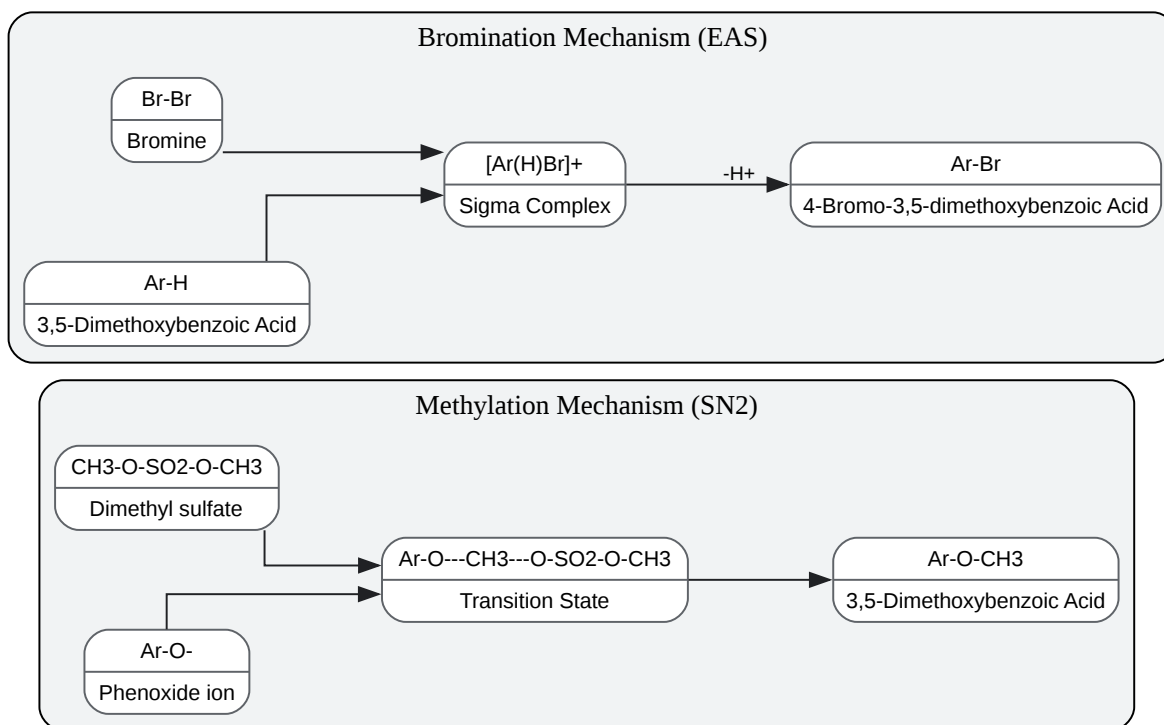 Bromination Mechanism (EAS)
Br-Br
Bromine
Ar-H
3,5-Dimethoxybenzoic Acid
[Ar(H)Br]+
Sigma Complex
-H+
Ar-Br
4-Bromo-3,5-dimethoxybenzoic Acid
Methylation Mechanism (SN2)
CH3-O-SO2-O-CH3
Dimethyl sulfate
Ar-O-
Phenoxide ion
Ar-O---CH3---O-SO2-O-CH3
Transition State
Ar-O-CH3
3,5-Dimethoxybenzoic Acid